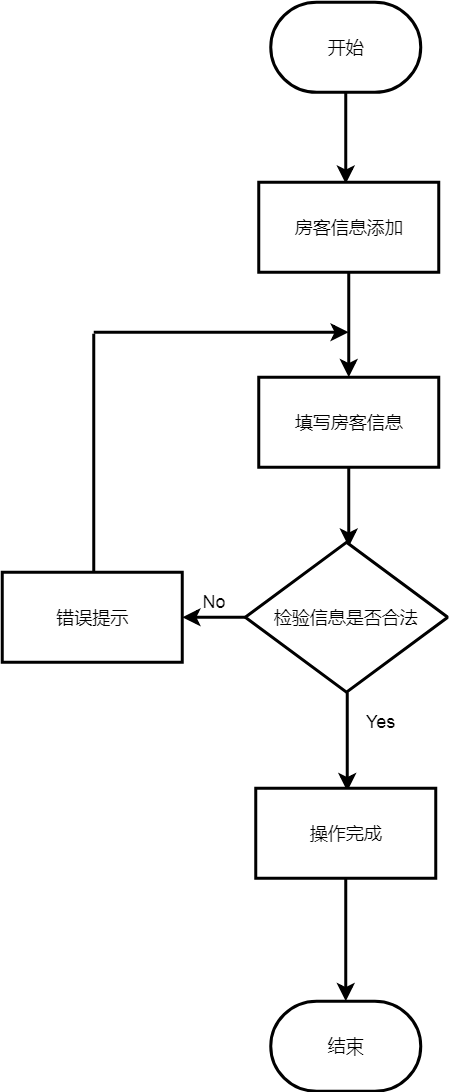 开始
房客信息添加
填写房客信息
检验信息是否合法
No
错误提示
Yes
操作完成
结束